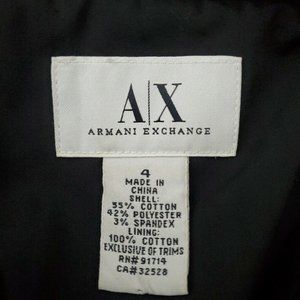 A|X
ARMANI EXCHANGE
4
MADE IN
CHINA
SHELL:
55% COTTON
42% POLYESTER
3% SPANDEX
LINING:
100% COTTON
EXCLUSIVE OF TRIMS
RN# 91714
CA# 32528